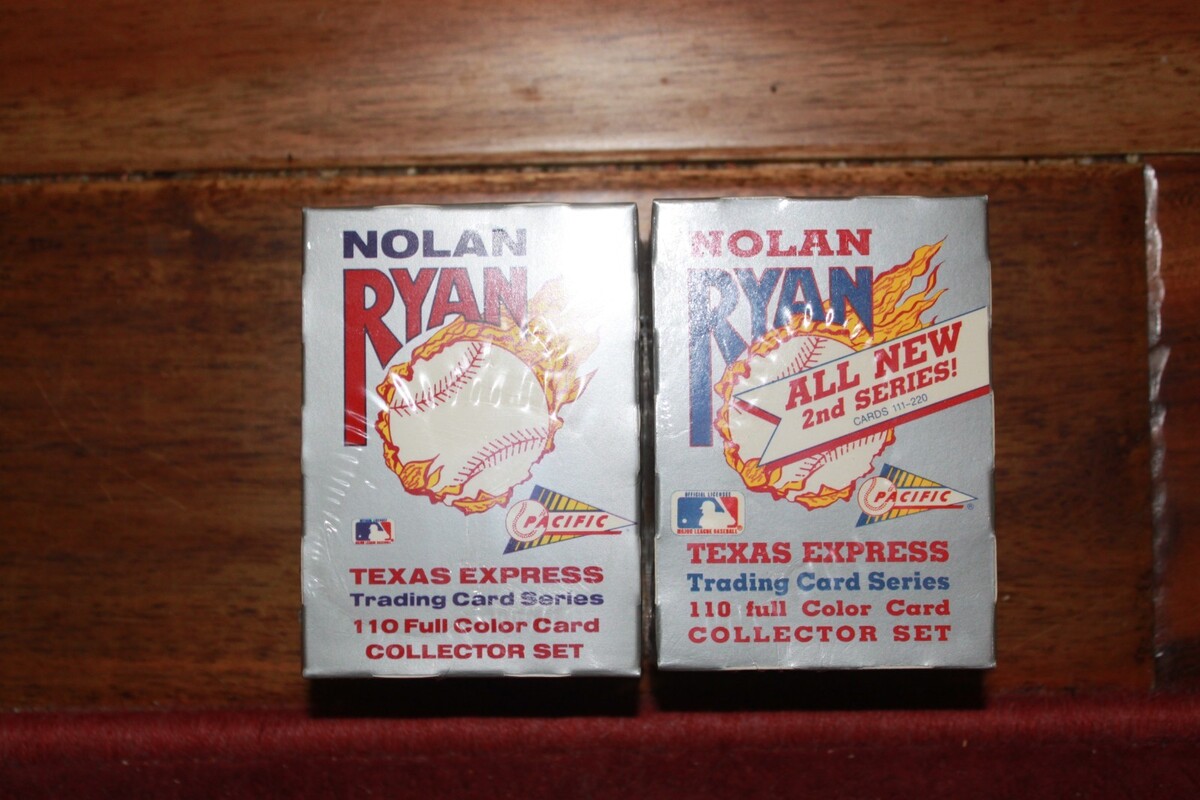 NOLAN
RYAN
PACIFIC
TEXAS EXPRESS
Trading Card Series
110 Full Color Card
COLLECTOR SET
NOLAN
RYAN
ALL NEW
2nd SERIES!
CARDS 111-220
OFFICIAL LICENSEE
MAJOR LEAGUE BASEBALL
PACIFIC®
TEXAS EXPRESS
Trading Card Series
110 full Color Card
COLLECTOR SET